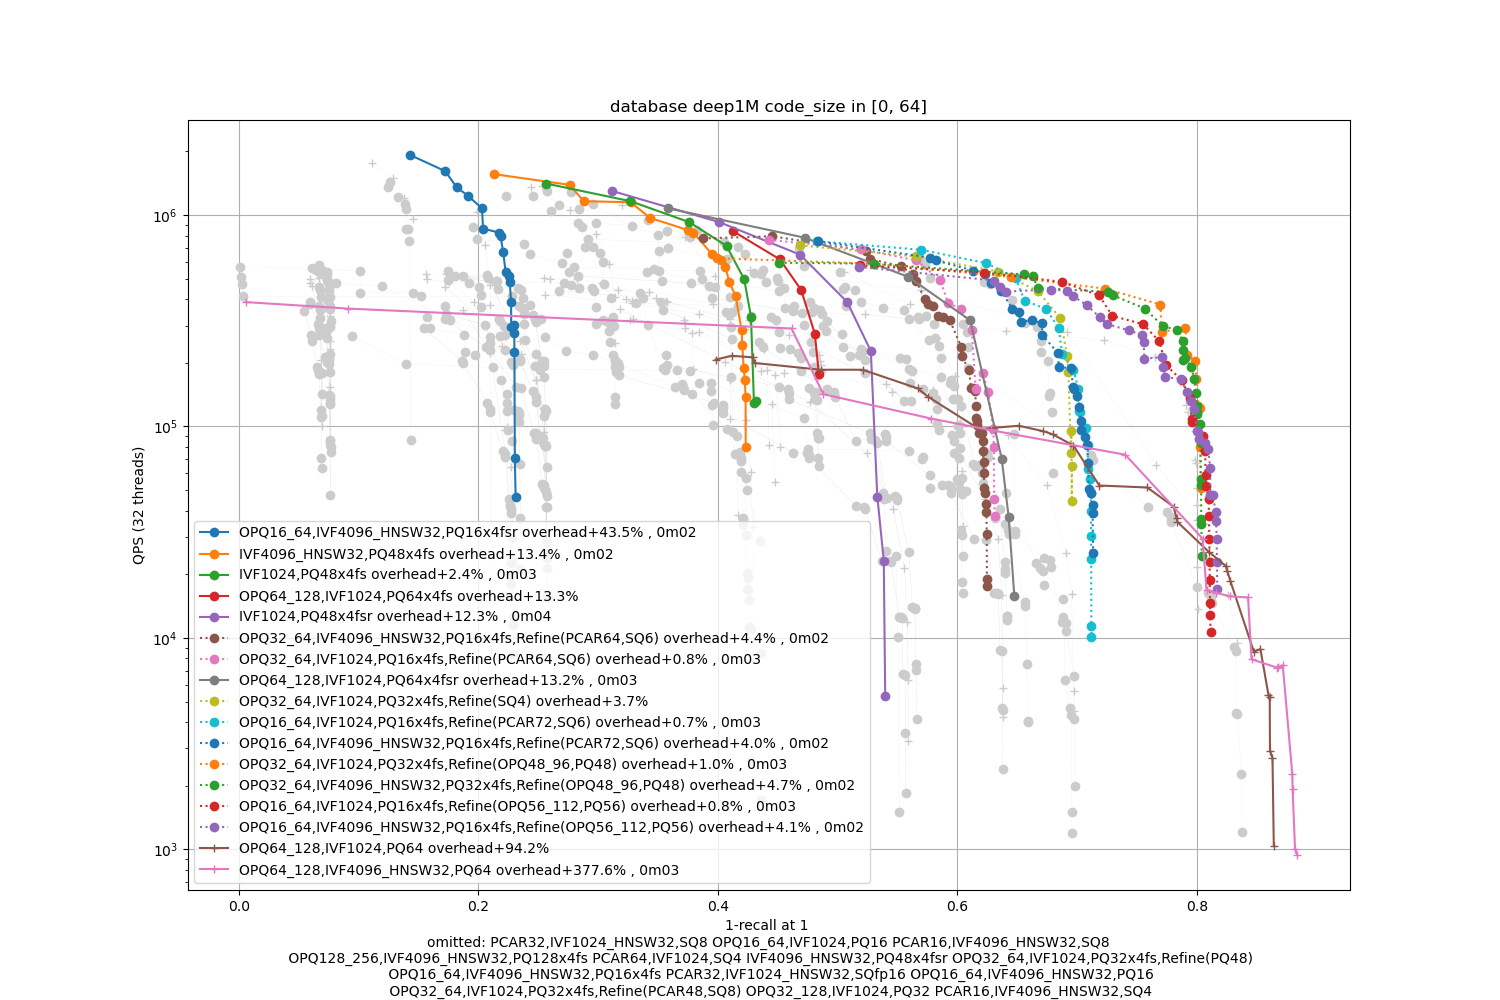 database deep1M code_size in [0, 64]
QPS (32 threads)
10^6
10^5
10^4
10^3
OPQ16_64,IVF4096_HNSW32,PQ16x4fsr overhead+43.5% , 0m02
IVF4096_HNSW32,PQ48x4fs overhead+13.4% , 0m02
IVF1024,PQ48x4fs overhead+2.4% , 0m03
OPQ64_128,IVF1024,PQ64x4fs overhead+13.3%
IVF1024,PQ48x4fsr overhead+12.3% , 0m04
OPQ32_64,IVF4096_HNSW32,PQ16x4fs,Refine(PCAR64,SQ6) overhead+4.4% , 0m02
OPQ32_64,IVF1024,PQ16x4fs,Refine(PCAR64,SQ6) overhead+0.8% , 0m03
OPQ64_128,IVF1024,PQ64x4fsr overhead+13.2% , 0m03
OPQ32_64,IVF1024,PQ32x4fs,Refine(SQ4) overhead+3.7%
OPQ16_64,IVF1024,PQ16x4fs,Refine(PCAR72,SQ6) overhead+0.7% , 0m03
OPQ16_64,IVF4096_HNSW32,PQ16x4fs,Refine(PCAR72,SQ6) overhead+4.0% , 0m02
OPQ32_64,IVF1024,PQ32x4fs,Refine(OPQ48_96,PQ48) overhead+1.0% , 0m03
OPQ32_64,IVF4096_HNSW32,PQ32x4fs,Refine(OPQ48_96,PQ48) overhead+4.7% , 0m02
OPQ16_64,IVF1024,PQ16x4fs,Refine(OPQ56_112,PQ56) overhead+0.8% , 0m03
OPQ16_64,IVF4096_HNSW32,PQ16x4fs,Refine(OPQ56_112,PQ56) overhead+4.1% , 0m02
OPQ64_128,IVF1024,PQ64 overhead+94.2%
OPQ64_128,IVF4096_HNSW32,PQ64 overhead+377.6% , 0m03
0.0 0.2 0.4 0.6 0.8
1-recall at 1
omitted: PCAR32,IVF1024_HNSW32,SQ8 OPQ16_64,IVF1024,PQ16 PCAR16,IVF4096_HNSW32,SQ8
OPQ128_256,IVF4096_HNSW32,PQ128x4fs PCAR64,IVF1024,SQ4 IVF4096_HNSW32,PQ48x4fsr OPQ32_64,IVF1024,PQ32x4fs,Refine(PQ48)
OPQ16_64,IVF4096_HNSW32,PQ16x4fs PCAR32,IVF1024_HNSW32,SQfp16 OPQ16_64,IVF4096_HNSW32,PQ16
OPQ32_64,IVF1024,PQ32x4fs,Refine(PCAR48,SQ8) OPQ32_128,IVF1024,PQ32 PCAR16,IVF4096_HNSW32,SQ4